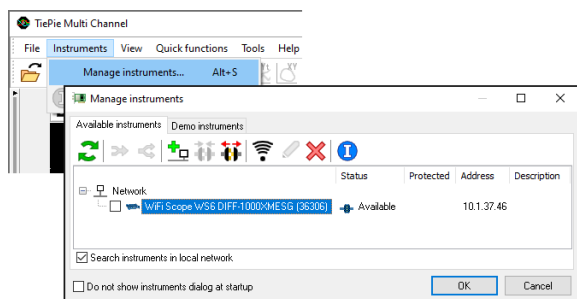 TiePie Multi Channel
File Instruments View Quick functions Tools Help
Manage instruments... Alt+S
Manage instruments
Available instruments Demo instruments
Status Protected Address Description
Network
WiFi Scope WS6 DIFF-1000XMESG (36306) Available 10.1.37.46
Search instruments in local network
Do not show instruments dialog at startup OK Cancel